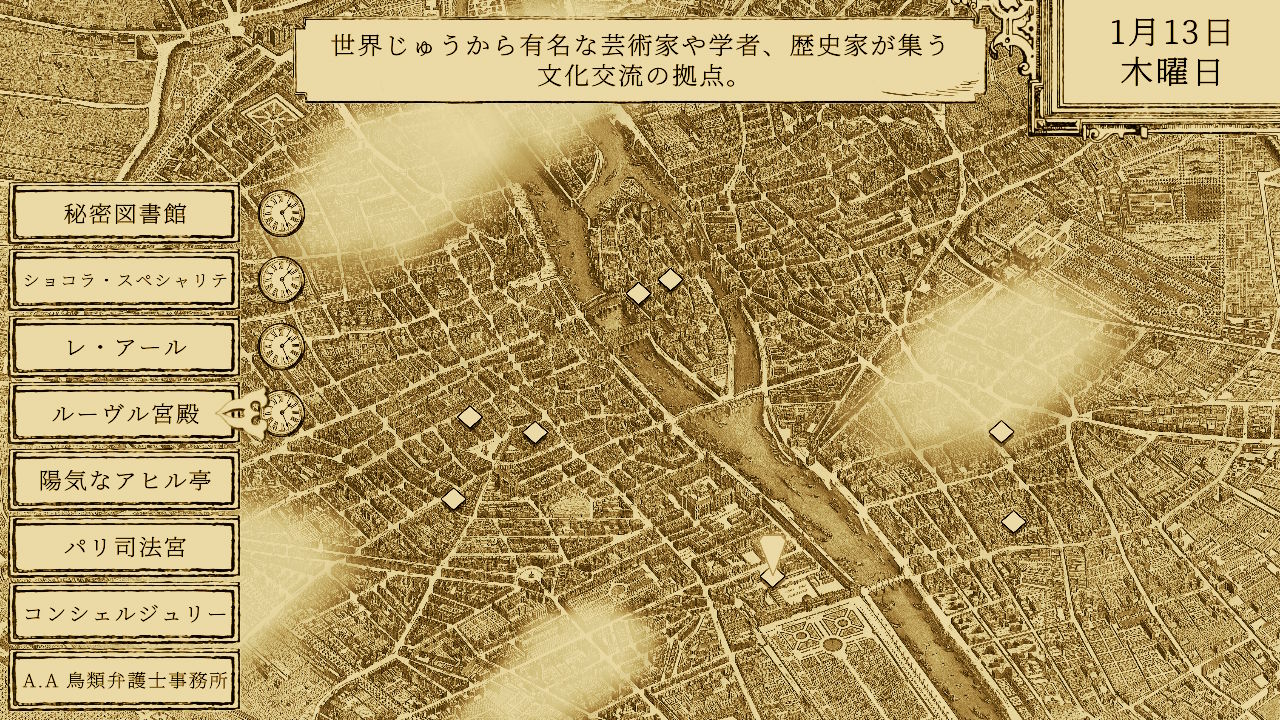 世界じゅうから有名な芸術家や学者、歴史家が集う
文化交流の拠点。
1月13日
木曜日
秘密図書館
ショコラ・スペシャリテ
レ・アール
ルーヴル宮殿
陽気なアヒル亭
パリ司法宮
コンシェルジュリー
A.A 鳥類弁護士事務所